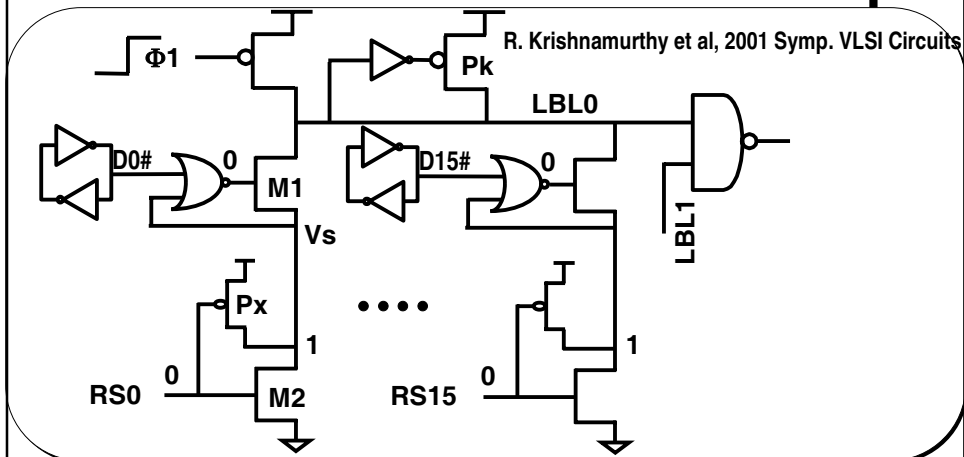 R. Krishnamurthy et al, 2001 Symp. VLSI Circuits
Φ1
Pk
LBL0
D0#
0
M1
D15#
0
Vs
LBL1
Px
1
1
0
RS0
M2
0
RS15